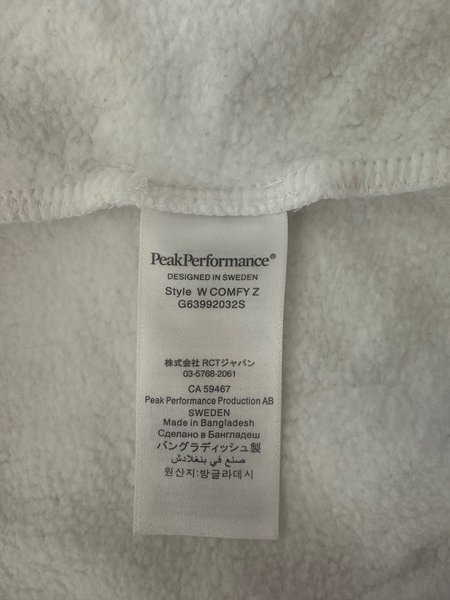 PeakPerformance®
DESIGNED IN SWEDEN
Style W COMFY Z
G63992032S
株式会社 RCTジャパン
03-5768-2061
CA 59467
Peak Performance Production AB
SWEDEN
Made in Bangladesh
Сделано в Бангладеш
バングラディッシュ製
صنع في بنغلادش
원산지:방글라데시